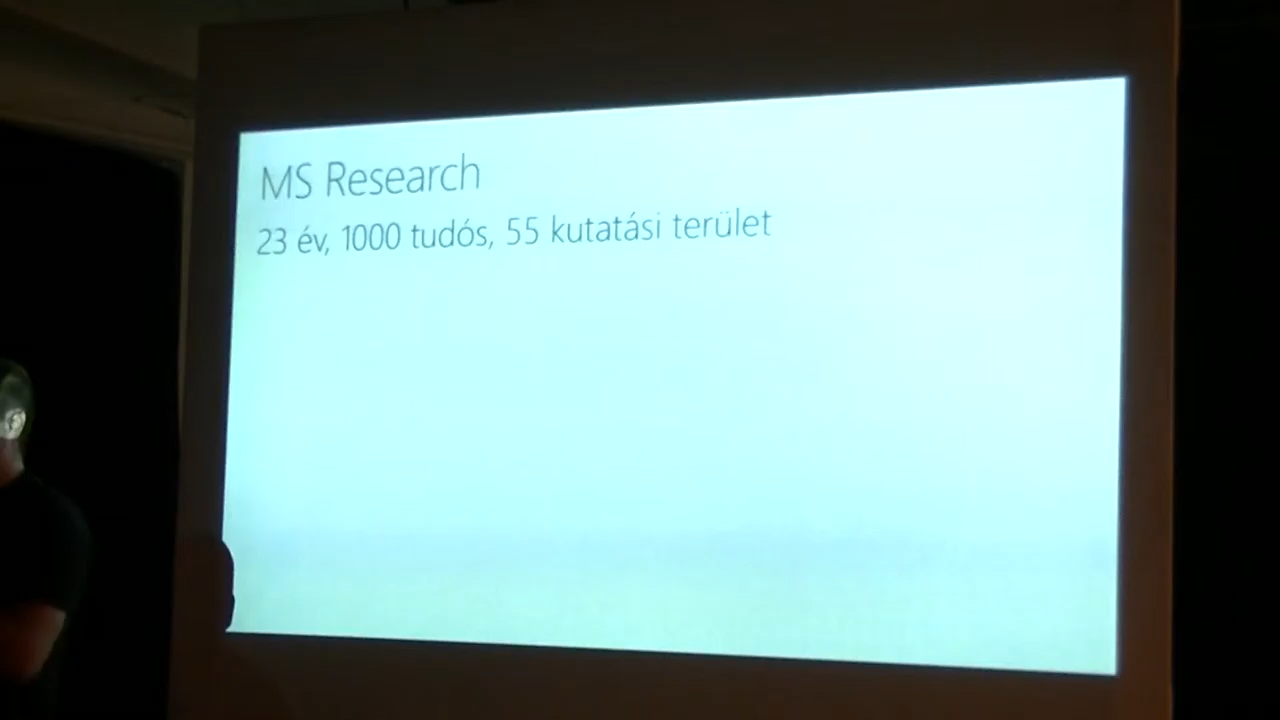 MS Research
23 év, 1000 tudós, 55 kutatási terület